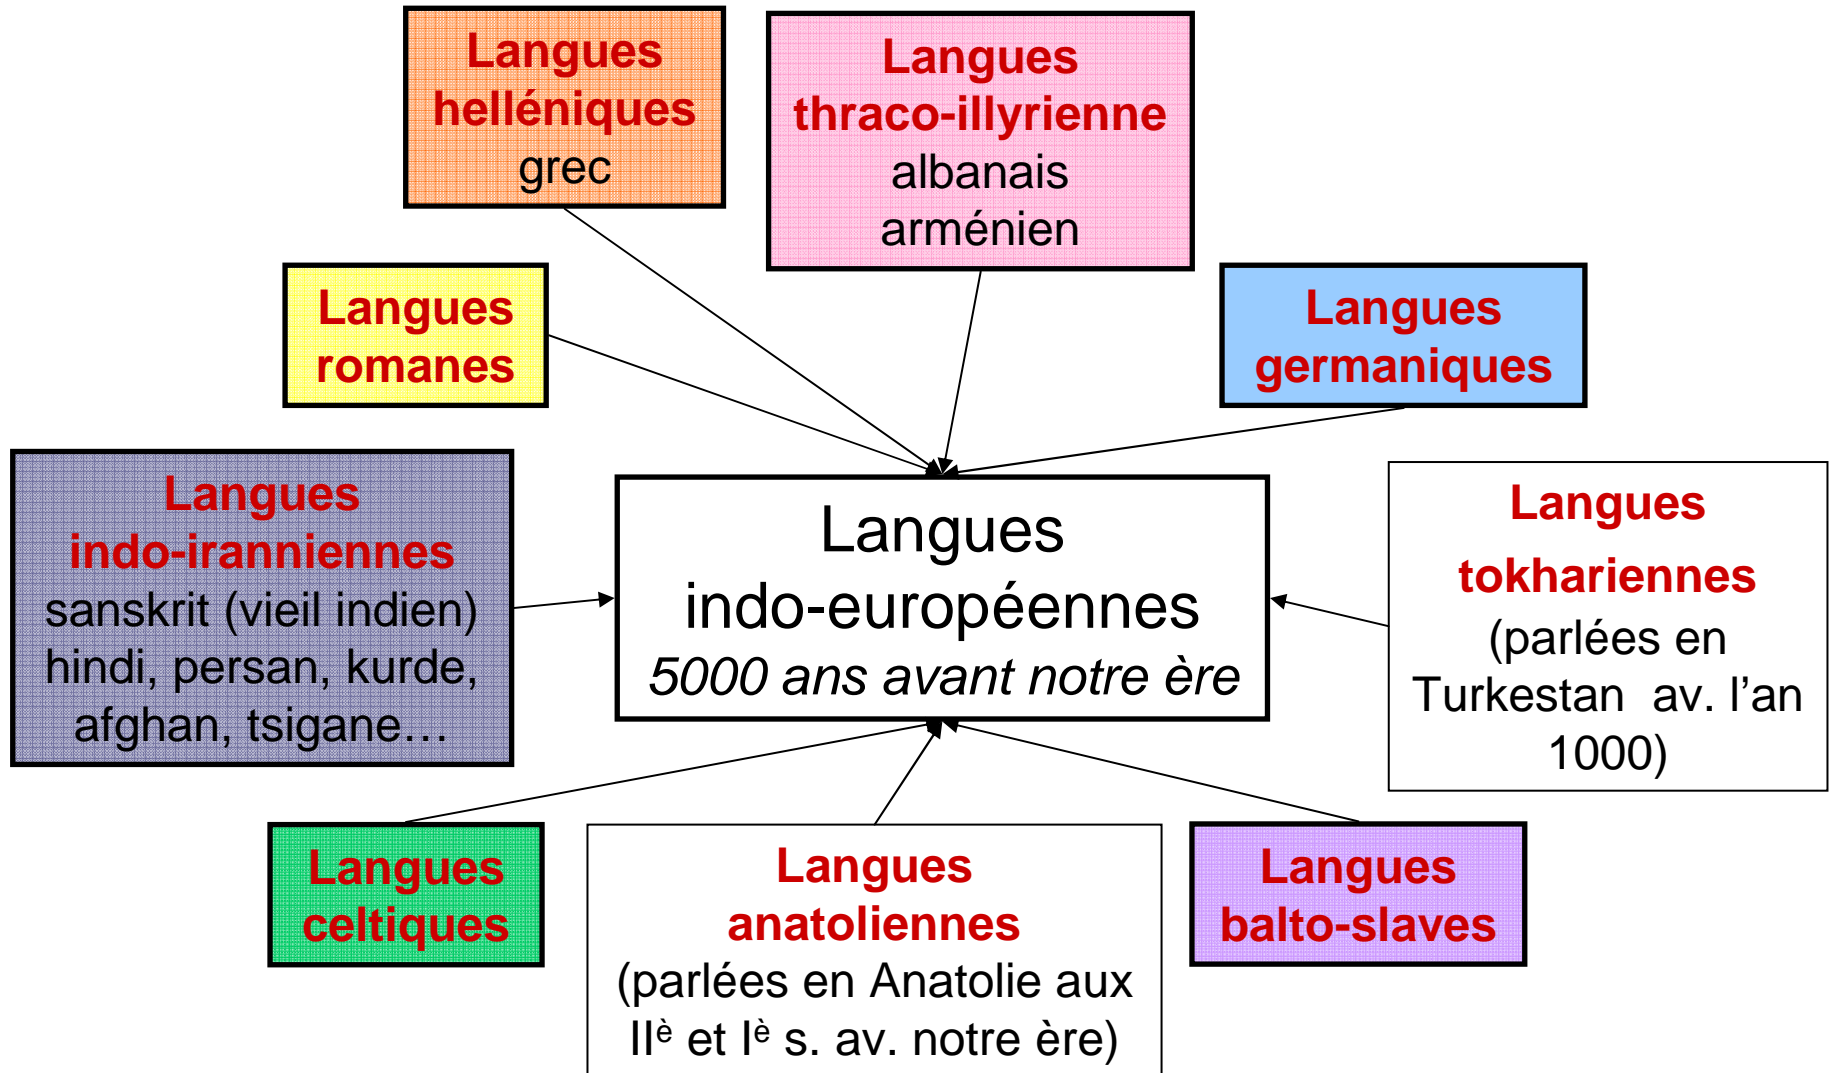 Langues
helléniques
grec
Langues
thraco-illyrienne
albanais
arménien
Langues
romanes
Langues
germaniques
Langues
indo-iranniennes
sanskrit (vieil indien)
hindi, persan, kurde,
afghan, tsigane…
Langues
indo-européennes
5000 ans avant notre ère
Langues
tokhariennes
(parlées en
Turkestan  av. l’an
1000)
Langues
celtiques
Langues
anatoliennes
(parlées en Anatolie aux
IIè et Iè s. av. notre ère)
Langues
balto-slaves